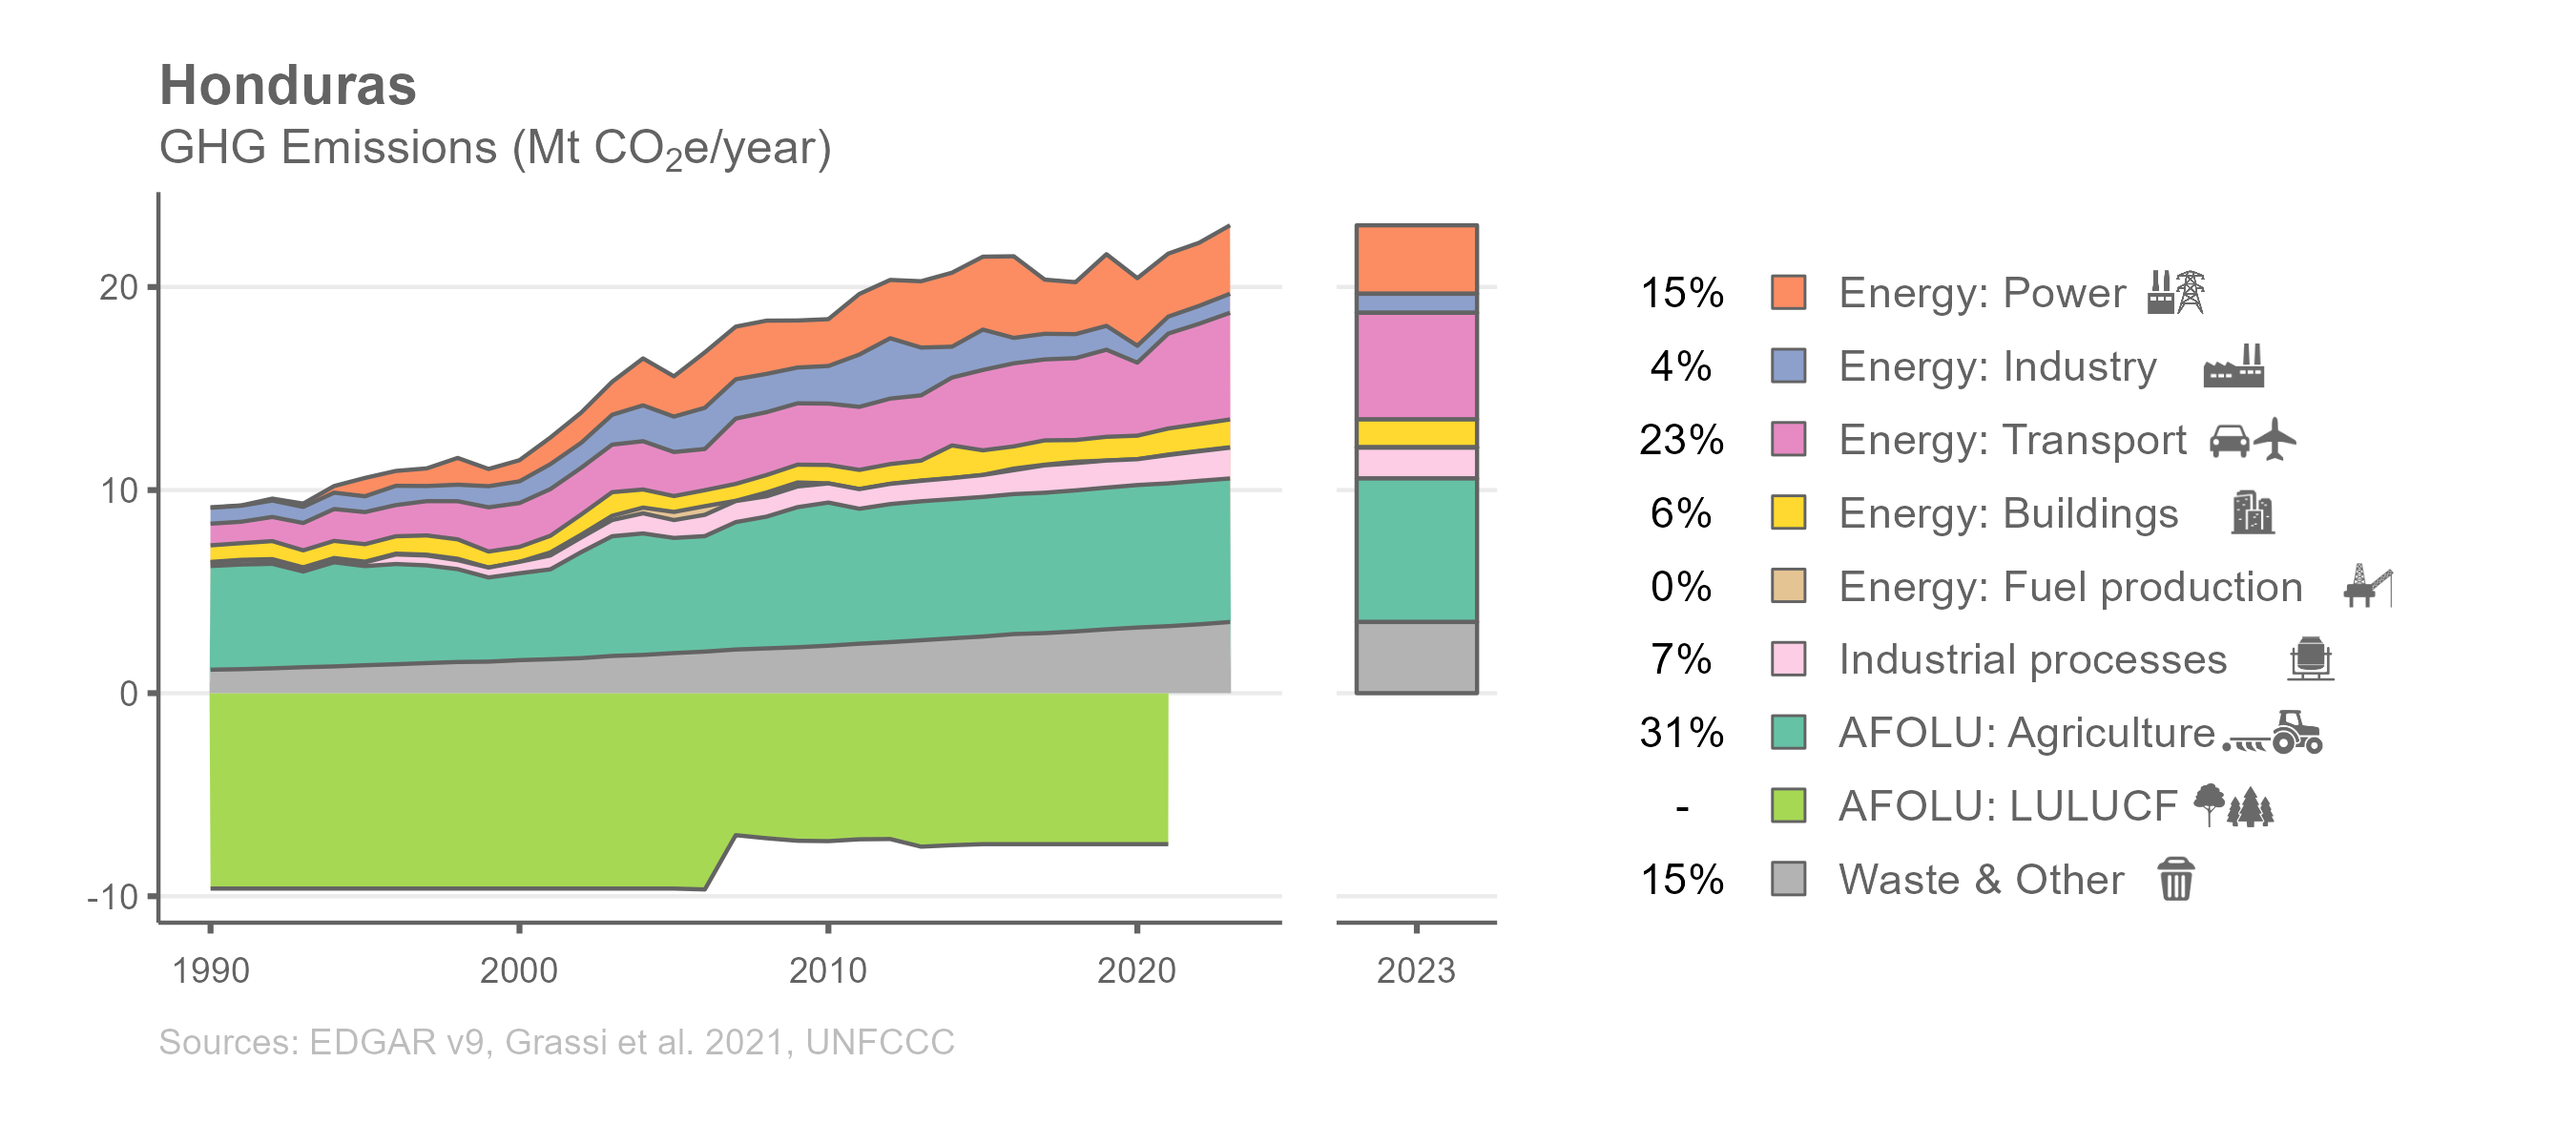 Honduras
GHG Emissions (Mt CO₂e/year)
20
10
0
-10
1990
2000
2010
2020
2023
15% Energy: Power
4% Energy: Industry
23% Energy: Transport
6% Energy: Buildings
0% Energy: Fuel production
7% Industrial processes
31% AFOLU: Agriculture
- AFOLU: LULUCF
15% Waste & Other
Sources: EDGAR v9, Grassi et al. 2021, UNFCCC